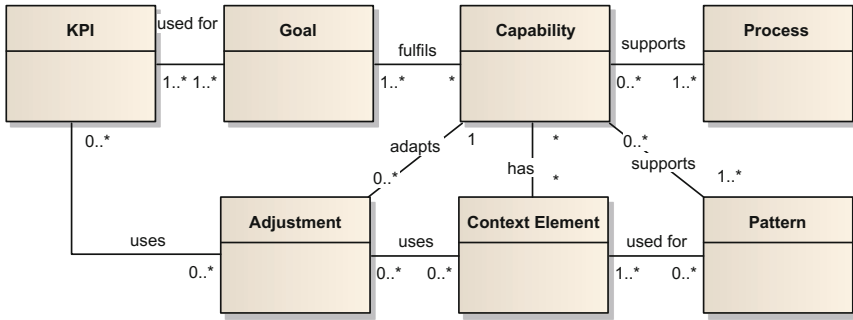 KPI
used for
Goal
fulfils
Capability
supports
Process
1..*
1..*
1..*
*
0..*
1..*
0..*
adapts
1
*
0..*
has
supports
0..*
*
1..*
Adjustment
Context Element
Pattern
uses
uses
used for
0..*
0..*
0..*
1..*
0..*